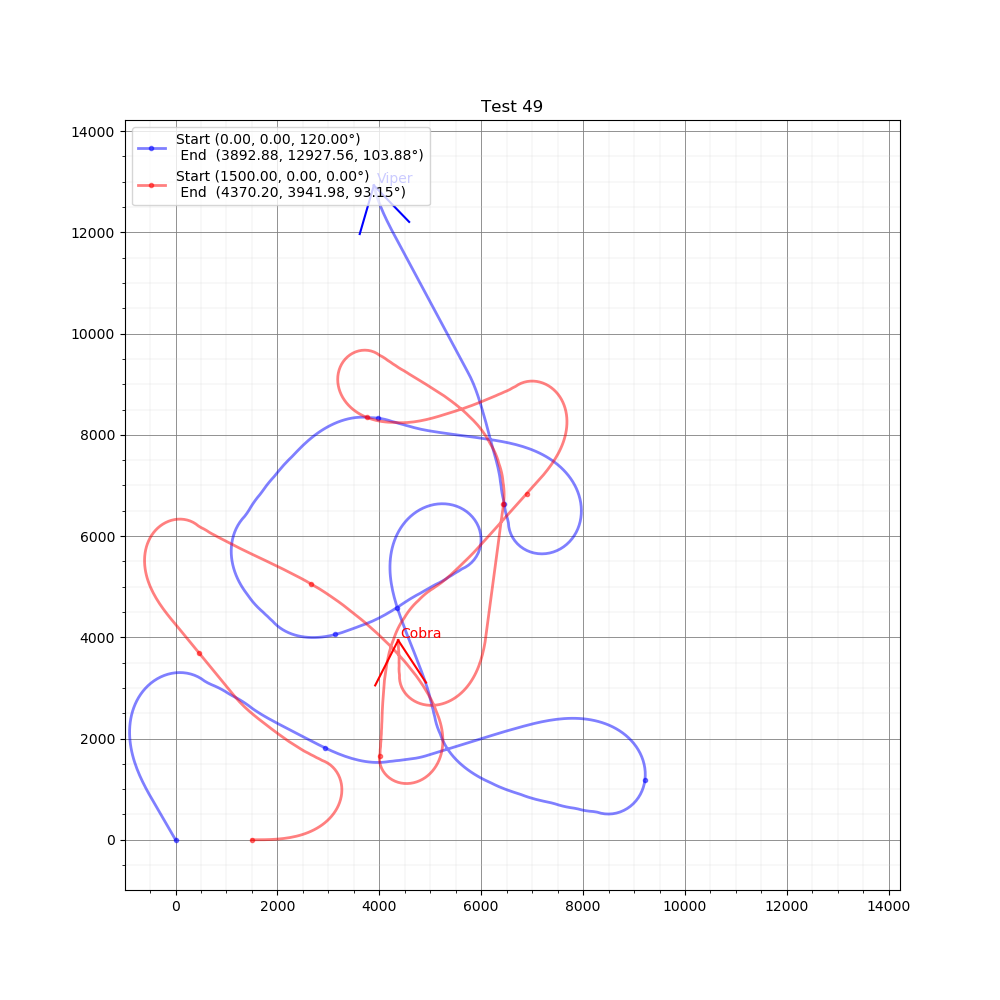 Test 49
Start (0.00, 0.00, 120.00°)
End  (3892.88, 12927.56, 103.88°)
Start (1500.00, 0.00, 0.00°)
End  (4370.20, 3941.98, 93.15°)
Viper
Cobra
14000
12000
10000
8000
6000
4000
2000
0
0 2000 4000 6000 8000 10000 12000 14000